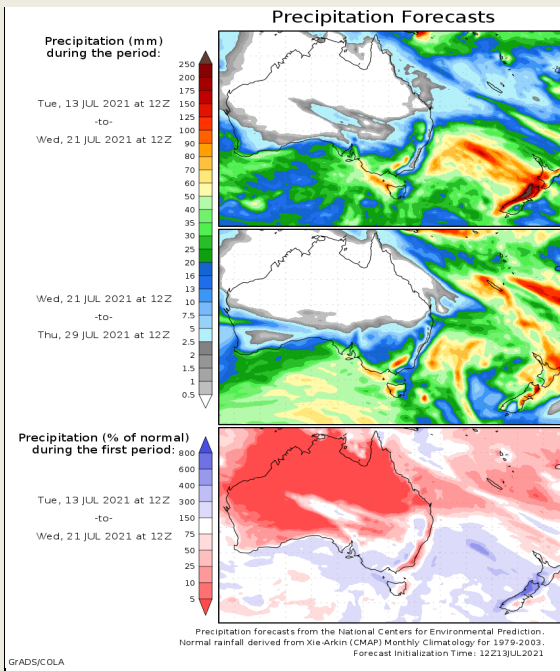 Precipitation Forecasts
Precipitation (mm)
during the period:
Tue, 13 JUL 2021 at 12Z
-to-
Wed, 21 JUL 2021 at 12Z
250
200
175
150
125
100
90
80
70
60
50
40
35
30
25
20
16
13
10
7.5
5
2.5
2
1.5
1
0.5
Wed, 21 JUL 2021 at 12Z
-to-
Thu, 29 JUL 2021 at 12Z
Precipitation (% of normal)
during the first period:
Tue, 13 JUL 2021 at 12Z
-to-
Wed, 21 JUL 2021 at 12Z
800
600
400
300
150
75
50
25
10
5
Precipitation forecasts from the National Centers for Environmental Prediction.
Normal rainfall derived from Xie-Arkin (CMAP) Monthly Climatology for 1979-2003.
Forecast Initialization Time: 12Z13JUL2021
GrADS/COLA